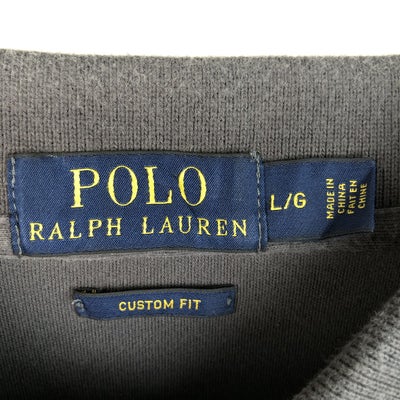 POLO
RALPH LAUREN
L/G
MADE IN
CHINA
FAIT EN
CHINE
CUSTOM FIT